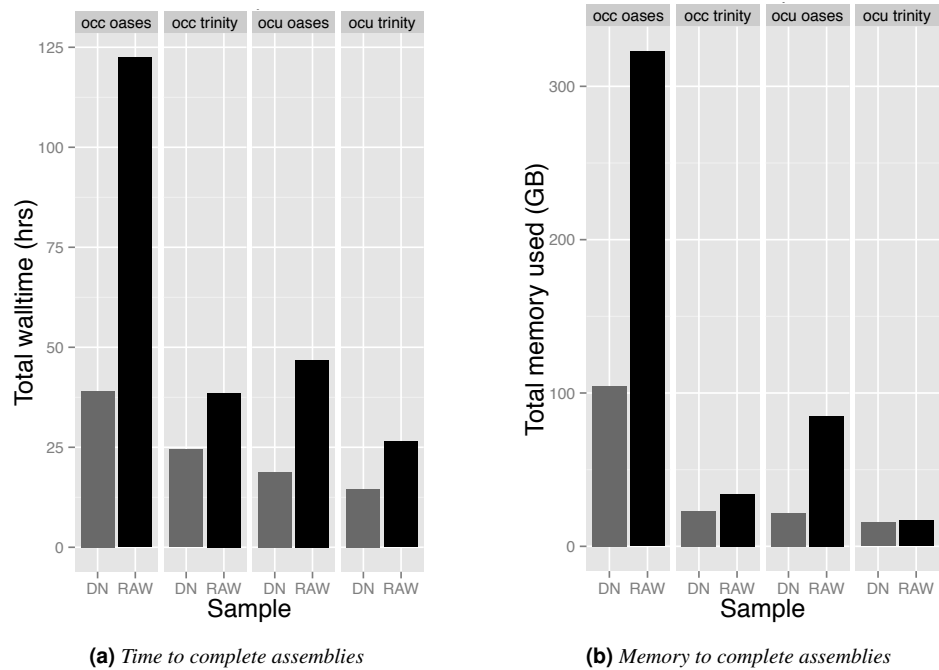 occ oases occ trinity ocu oases ocu trinity
125
100
75
50
25
0
Total walltime (hrs)
DN RAW DN RAW DN RAW DN RAW
Sample
(a) Time to complete assemblies
occ oases occ trinity ocu oases ocu trinity
300
200
100
0
Total memory used (GB)
DN RAW DN RAW DN RAW DN RAW
Sample
(b) Memory to complete assemblies